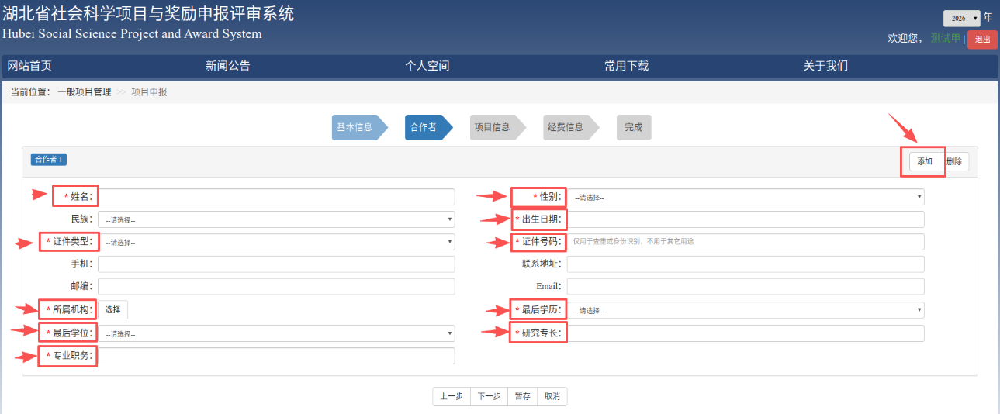 湖北省社会科学项目与奖励申报评审系统
Hubei Social Science Project and Award System
2026 年
欢迎您， 测试甲 | 退出
网站首页 新闻公告 个人空间 常用下载 关于我们
当前位置： 一般项目管理 >> 项目申报
基本信息 合作者 项目信息 经费信息 完成
合作者 1 添加 删除
* 姓名： * 性别： --请选择--
民族： --请选择-- * 出生日期：
* 证件类型： --请选择-- * 证件号码： 仅用于查重或身份识别，不用于其它用途
手机： 联系地址：
邮编： Email：
* 所属机构： 选择 * 最后学历： --请选择--
* 最后学位： --请选择-- * 研究专长：
* 专业职务：
上一步 下一步 暂存 取消